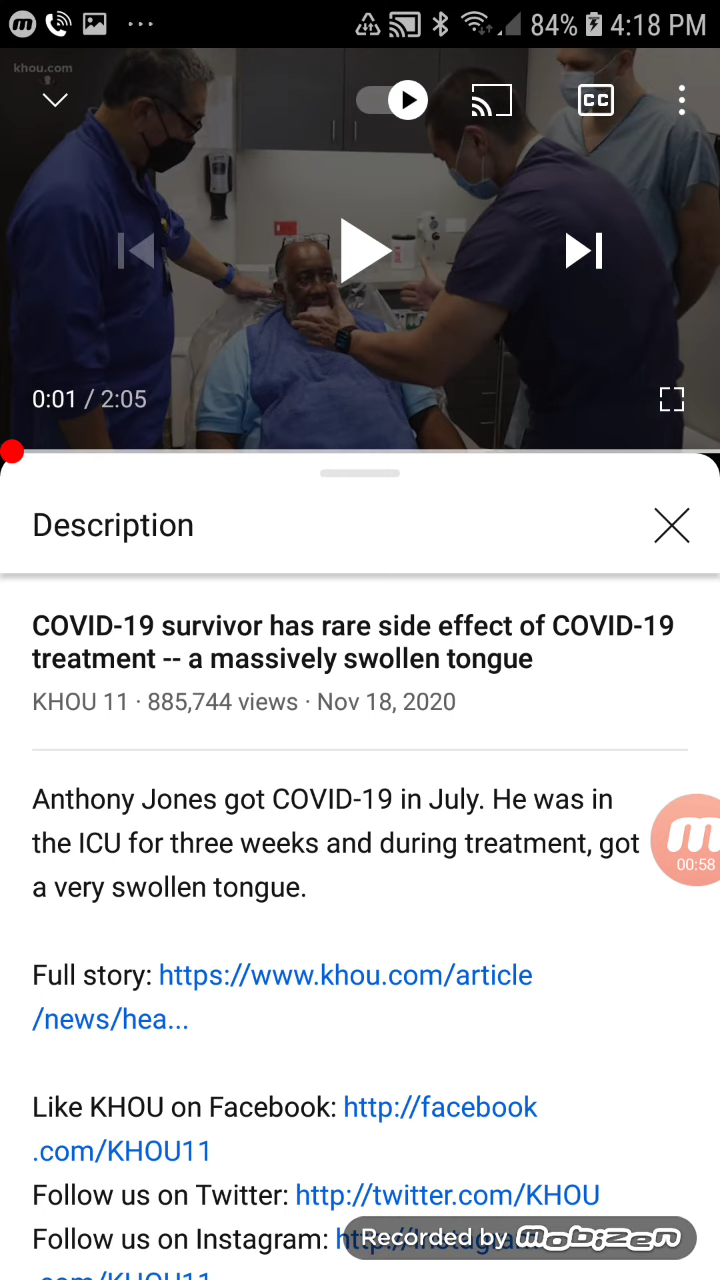 84% 4:18 PM
khou.com
CC
0:01 / 2:05
Description
COVID-19 survivor has rare side effect of COVID-19
treatment -- a massively swollen tongue
KHOU 11 · 885,744 views · Nov 18, 2020
Anthony Jones got COVID-19 in July. He was in
the ICU for three weeks and during treatment, got
a very swollen tongue.
00:58
Full story: https://www.khou.com/article
/news/hea...
Like KHOU on Facebook: http://facebook
.com/KHOU11
Follow us on Twitter: http://twitter.com/KHOU
Follow us on Instagram:
Recorded by mobizen
.com/KHOU11